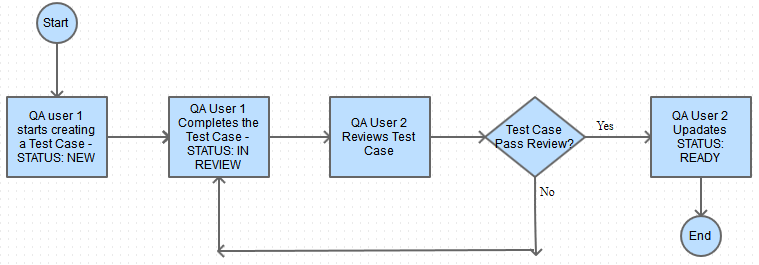 Start
QA user 1
starts creating
a Test Case -
STATUS: NEW
QA User 1
Completes the
Test Case -
STATUS: IN
REVIEW
QA User 2
Reviews Test
Case
Test Case
Pass Review?
Yes
No
QA User 2
Upadates
STATUS:
READY
End